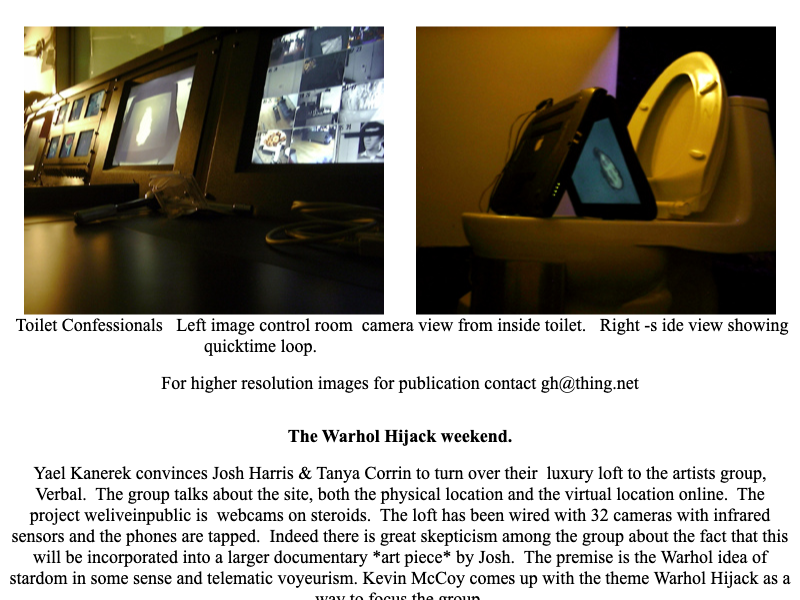 Toilet Confessionals   Left image control room  camera view from inside toilet.   Right -s ide view showing
quicktime loop.
For higher resolution images for publication contact gh@thing.net
The Warhol Hijack weekend.
Yael Kanerek convinces Josh Harris & Tanya Corrin to turn over their  luxury loft to the artists group,
Verbal.  The group talks about the site, both the physical location and the virtual location online.  The
project weliveinpublic is  webcams on steroids.  The loft has been wired with 32 cameras with infrared
sensors and the phones are tapped.  Indeed there is great skepticism among the group about the fact that this
will be incorporated into a larger documentary *art piece* by Josh.  The premise is the Warhol idea of
stardom in some sense and telematic voyeurism. Kevin McCoy comes up with the theme Warhol Hijack as a
way to focus the group.